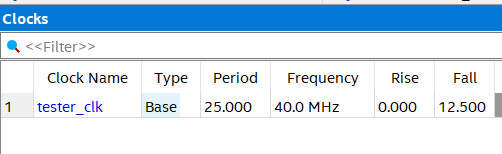 Clocks
<<Filter>>
Clock Name Type Period Frequency Rise Fall
1 tester_clk Base 25.000 40.0 MHz 0.000 12.500